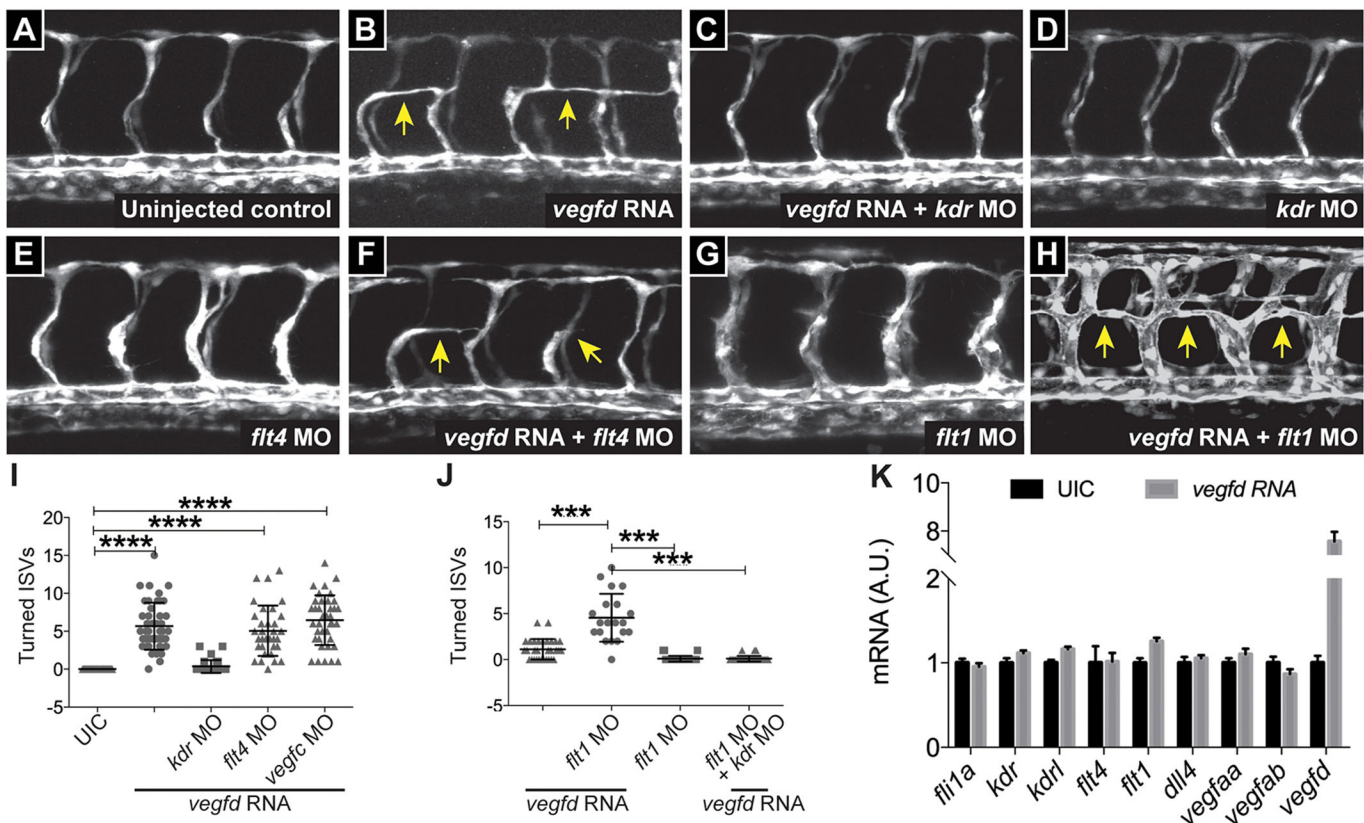 A
Uninjected control
B
vegfd RNA
C
vegfd RNA + kdr MO
D
kdr MO
E
flt4 MO
F
vegfd RNA + flt4 MO
G
flt1 MO
H
vegfd RNA + flt1 MO
I
Turned ISVs
20
15
10
5
0
-5
****
****
****
UIC
kdr MO
flt4 MO
vegfc MO
vegfd RNA
J
Turned ISVs
15
10
5
0
-5
***
***
***
flt1 MO
flt1 MO
flt1 MO
+ kdr MO
vegfd RNA
vegfd RNA
K
UIC
vegfd RNA
mRNA (A.U.)
10
8
2
1
0
fli1a
kdr
kdrl
flt4
flt1
dll4
vegfaa
vegfab
vegfd